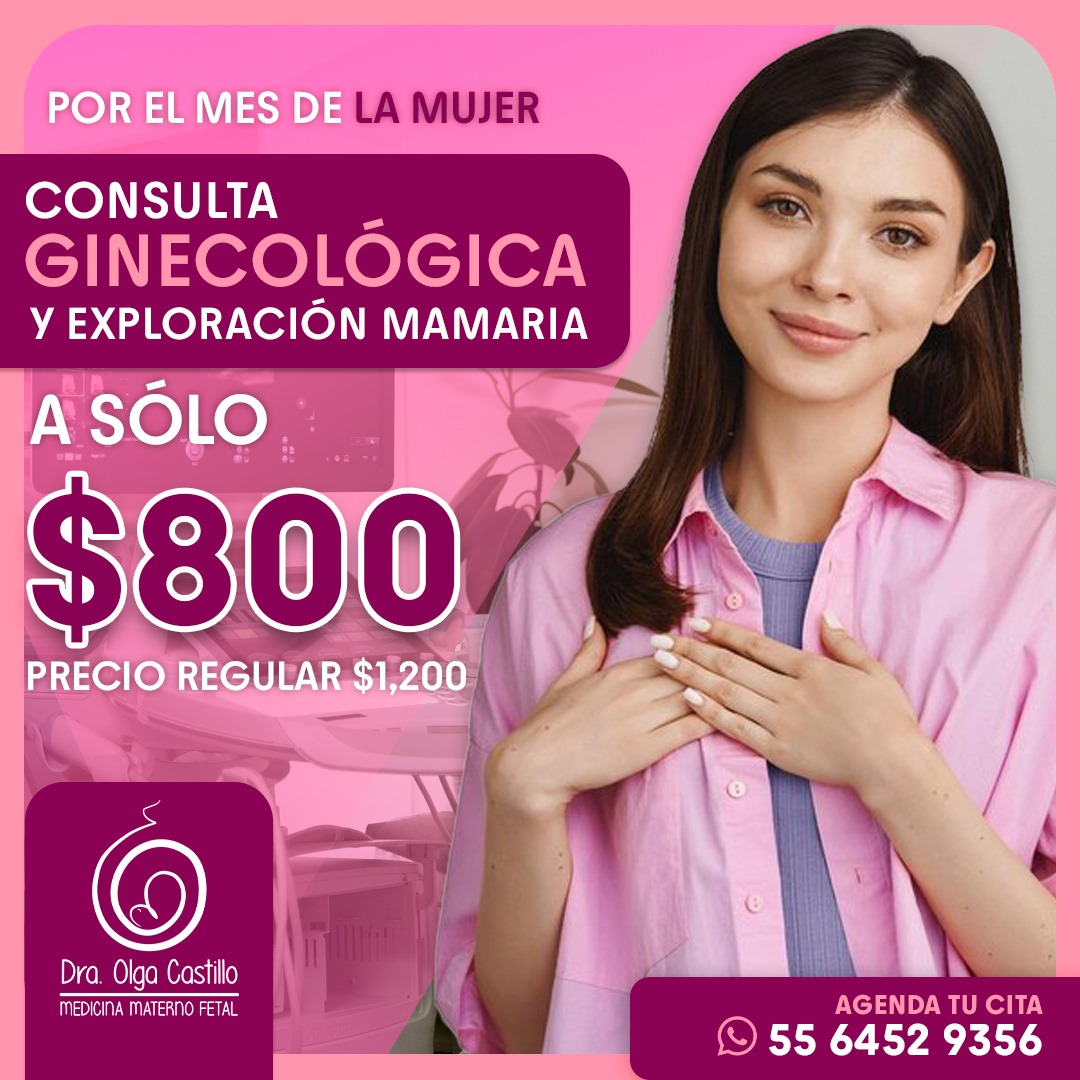 POR EL MES DE LA MUJER
CONSULTA
GINECOLÓGICA
Y EXPLORACIÓN MAMARIA
A SÓLO
$800
PRECIO REGULAR $1,200
Dra. Olga Castillo
MEDICINA MATERNO FETAL
AGENDA TU CITA
55 6452 9356